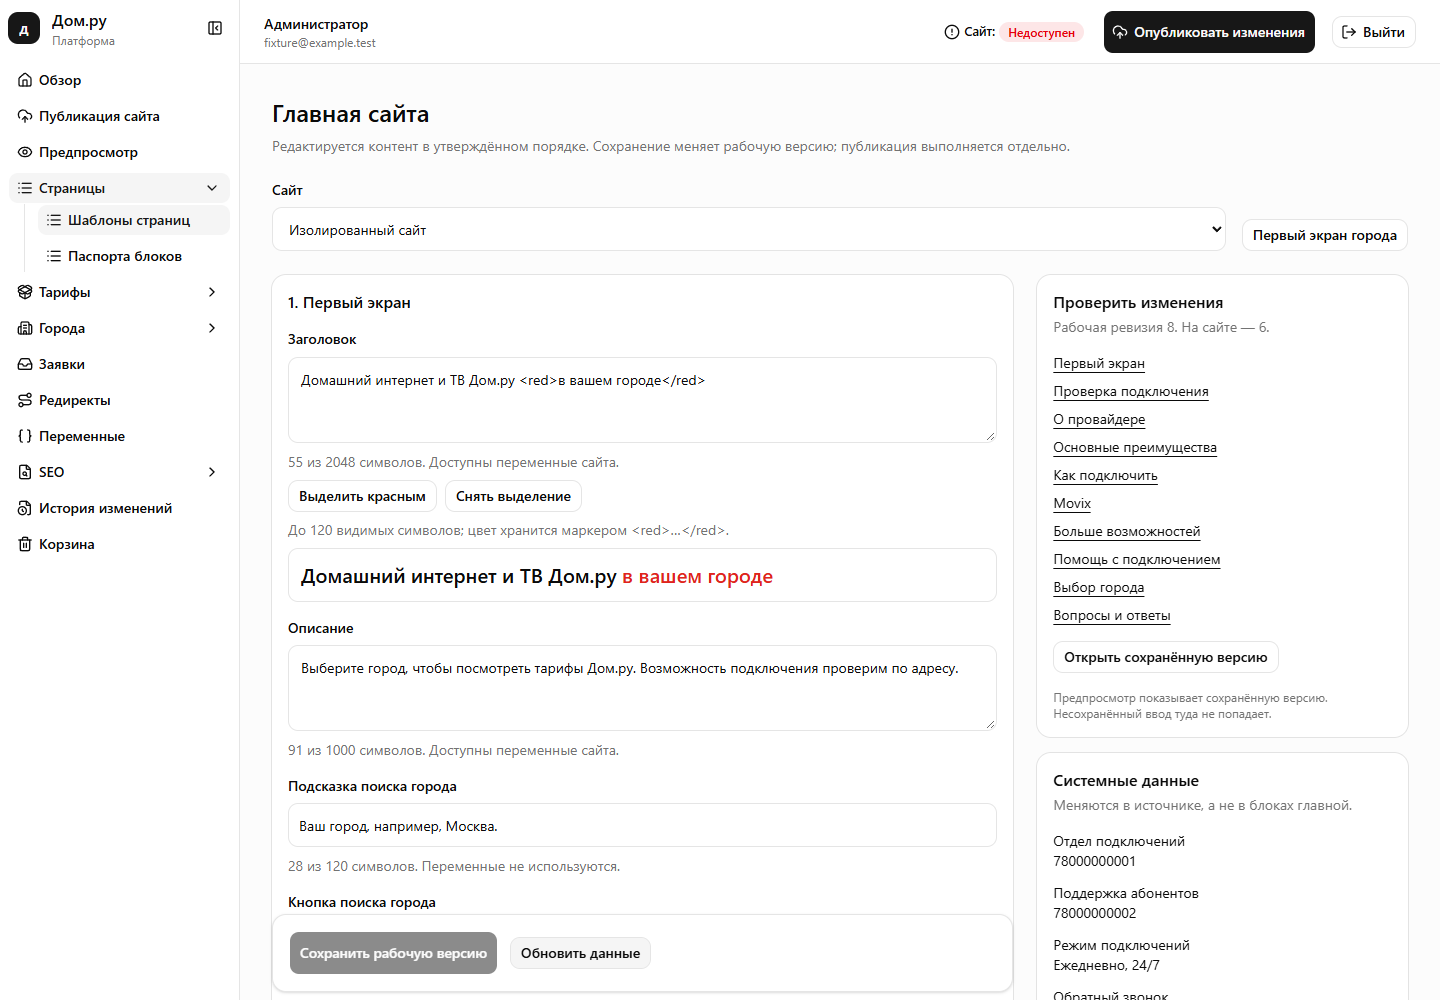 д
Дом.ру
Платформа
Обзор
Публикация сайта
Предпросмотр
Страницы
Шаблоны страниц
Паспорта блоков
Тарифы
Города
Заявки
Редиректы
Переменные
SEO
История изменений
Корзина
Администратор
fixture@example.test
Сайт: Недоступен
Опубликовать изменения
Выйти
Главная сайта
Редактируется контент в утверждённом порядке. Сохранение меняет рабочую версию; публикация выполняется отдельно.
Сайт
Изолированный сайт
Первый экран города
1. Первый экран
Заголовок
Домашний интернет и ТВ Дом.ру <red>в вашем городе</red>
55 из 2048 символов. Доступны переменные сайта.
Выделить красным
Снять выделение
До 120 видимых символов; цвет хранится маркером <red>…</red>.
Домашний интернет и ТВ Дом.ру в вашем городе
Описание
Выберите город, чтобы посмотреть тарифы Дом.ру. Возможность подключения проверим по адресу.
91 из 1000 символов. Доступны переменные сайта.
Подсказка поиска города
Ваш город, например, Москва.
28 из 120 символов. Переменные не используются.
Кнопка поиска города
Сохранить рабочую версию
Обновить данные
Проверить изменения
Рабочая ревизия 8. На сайте — 6.
Первый экран
Проверка подключения
О провайдере
Основные преимущества
Как подключить
Movix
Больше возможностей
Помощь с подключением
Выбор города
Вопросы и ответы
Открыть сохранённую версию
Предпросмотр показывает сохранённую версию.
Несохранённый ввод туда не попадает.
Системные данные
Меняются в источнике, а не в блоках главной.
Отдел подключений
78000000001
Поддержка абонентов
78000000002
Режим подключений
Ежедневно, 24/7
Обратный звонок